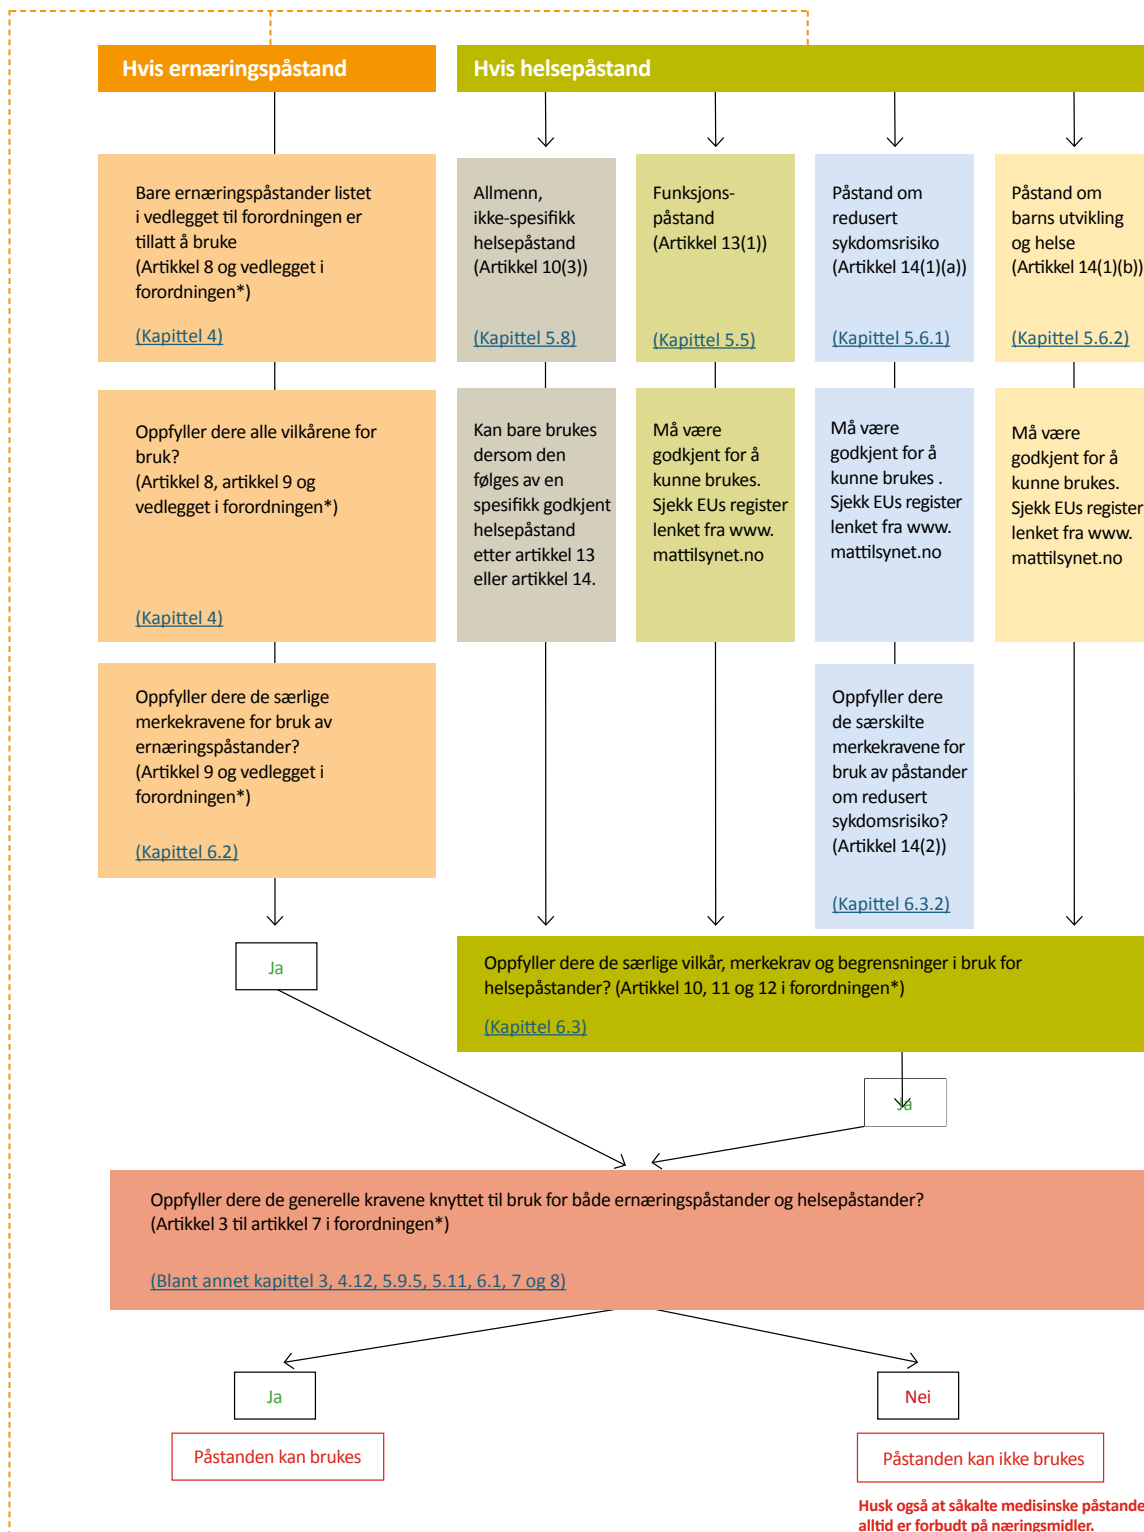 Hvis ernæringspåstand
Hvis helsepåstand
Bare ernæringspåstander listet
i vedlegget til forordningen er
tillatt å bruke
(Artikkel 8 og vedlegget i
forordningen*)
(Kapittel 4)
Allmenn,
ikke-spesifikk
helsepåstand
(Artikkel 10(3))
(Kapittel 5.8)
Funksjons-
påstand
(Artikkel 13(1))
(Kapittel 5.5)
Påstand om
redusert
sykdomsrisiko
(Artikkel 14(1)(a))
(Kapittel 5.6.1)
Påstand om
barns utvikling
og helse
(Artikkel 14(1)(b))
(Kapittel 5.6.2)
Oppfyller dere alle vilkårene for
bruk?
(Artikkel 8, artikkel 9 og
vedlegget i forordningen*)
(Kapittel 4)
Kan bare brukes
dersom den
følges av en
spesifikk godkjent
helsepåstand
etter artikkel 13
eller artikkel 14.
Må være
godkjent for å
kunne brukes.
Sjekk EUs register
lenket fra www.
mattilsynet.no
Må være
godkjent for å
kunne brukes .
Sjekk EUs register
lenket fra www.
mattilsynet.no
Må være
godkjent for å
kunne brukes.
Sjekk EUs register
lenket fra www.
mattilsynet.no
Oppfyller dere de særlige
merkekravene for bruk av
ernæringspåstander?
(Artikkel 9 og vedlegget i
forordningen*)
(Kapittel 6.2)
Oppfyller dere
de særskilte
merkekravene for
bruk av påstander
om redusert
sykdomsrisiko?
(Artikkel 14(2))
(Kapittel 6.3.2)
Ja
Oppfyller dere de særlige vilkår, merkekrav og begrensninger i bruk for
helsepåstander? (Artikkel 10, 11 og 12 i forordningen*)
(Kapittel 6.3)
Ja
Oppfyller dere de generelle kravene knyttet til bruk for både ernæringspåstander og helsepåstander?
(Artikkel 3 til artikkel 7 i forordningen*)
(Blant annet kapittel 3, 4.12, 5.9.5, 5.11, 6.1, 7 og 8)
Ja
Nei
Påstanden kan brukes
Påstanden kan ikke brukes
Husk også at såkalte medisinske påstande
alltid er forbudt på næringsmidler.